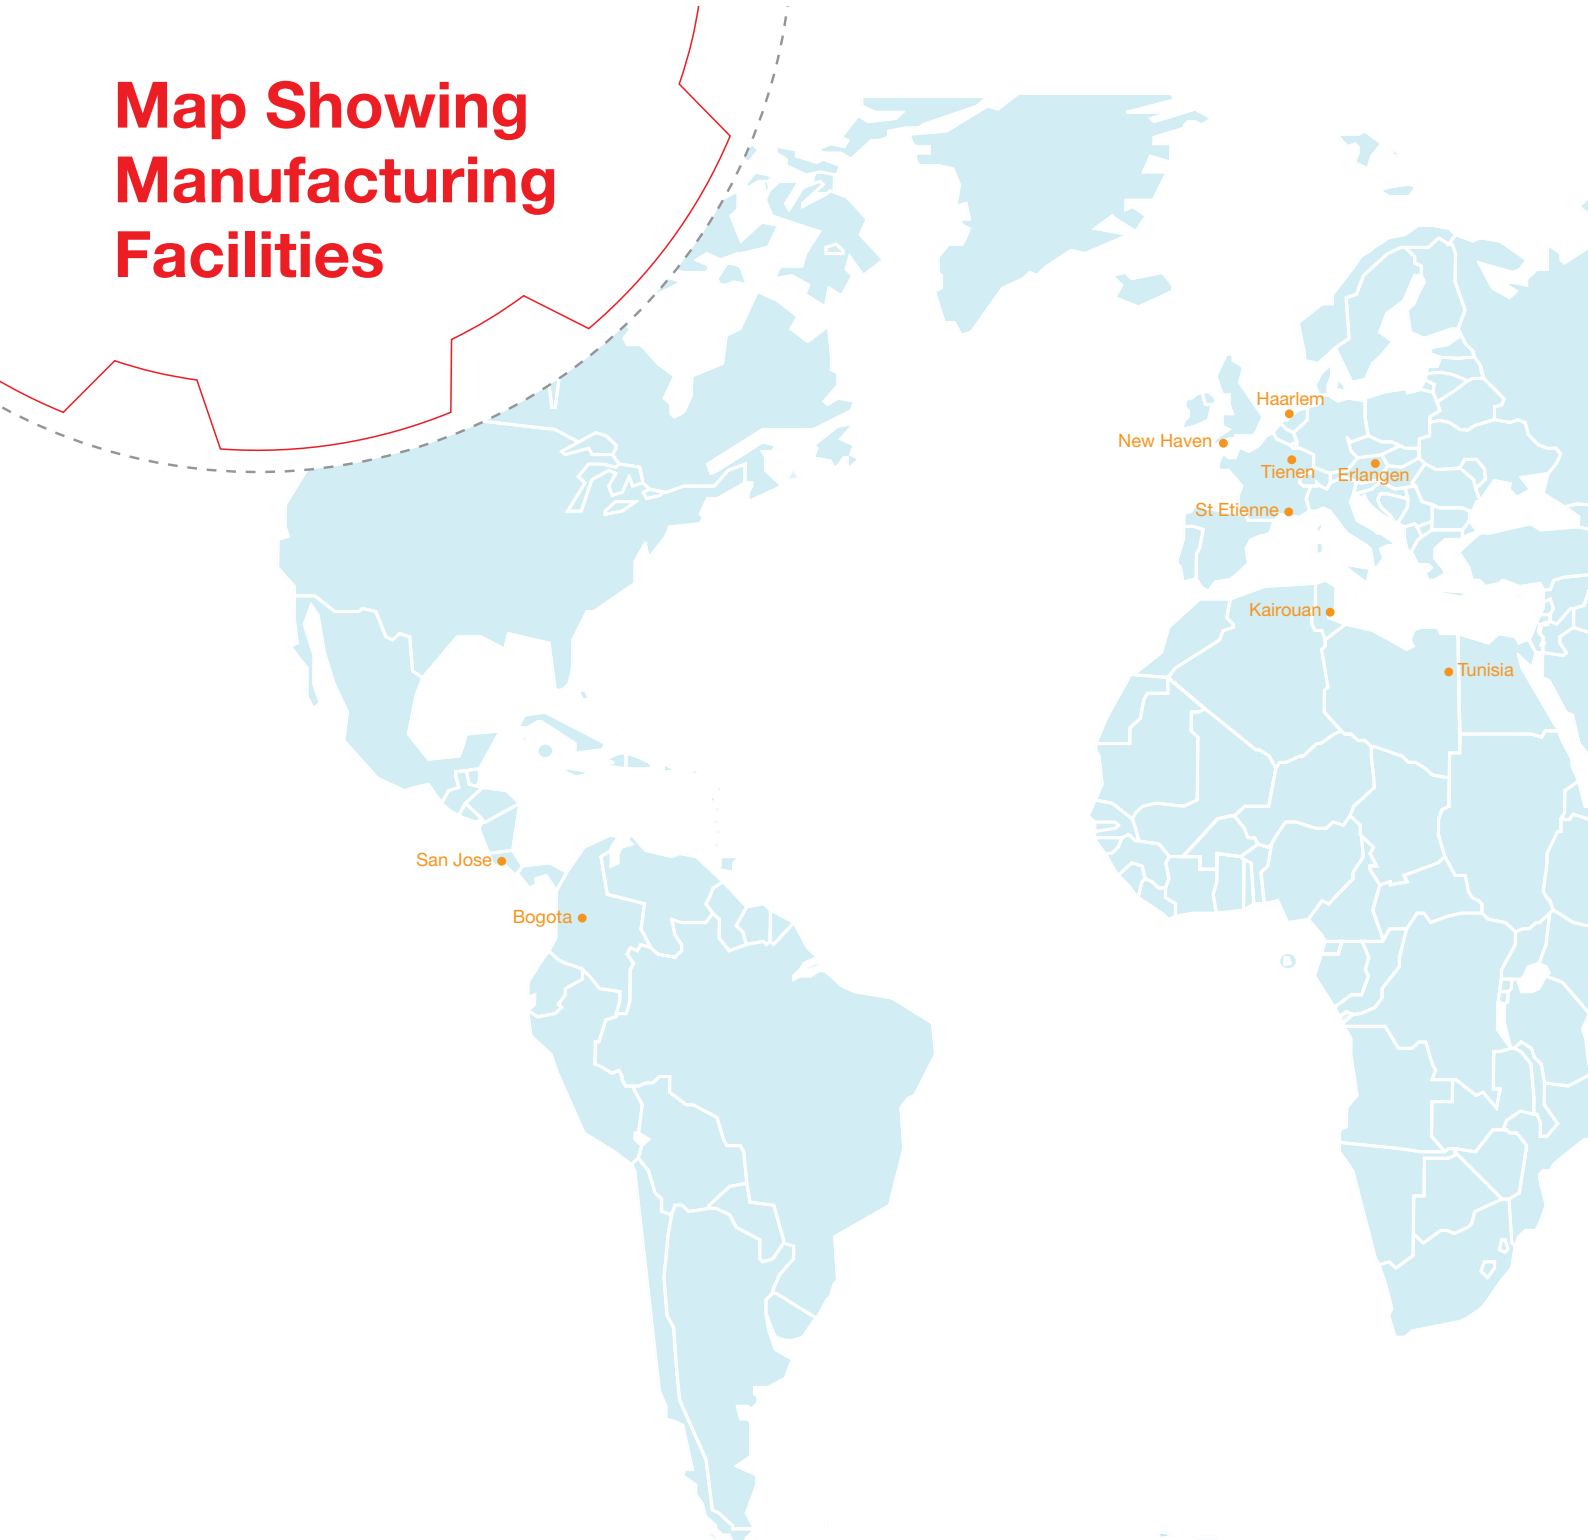 Map Showing
Manufacturing
Facilities
Haarlem
New Haven
Tienen
Erlangen
St Etienne
Kairouan
Tunisia
San Jose
Bogota